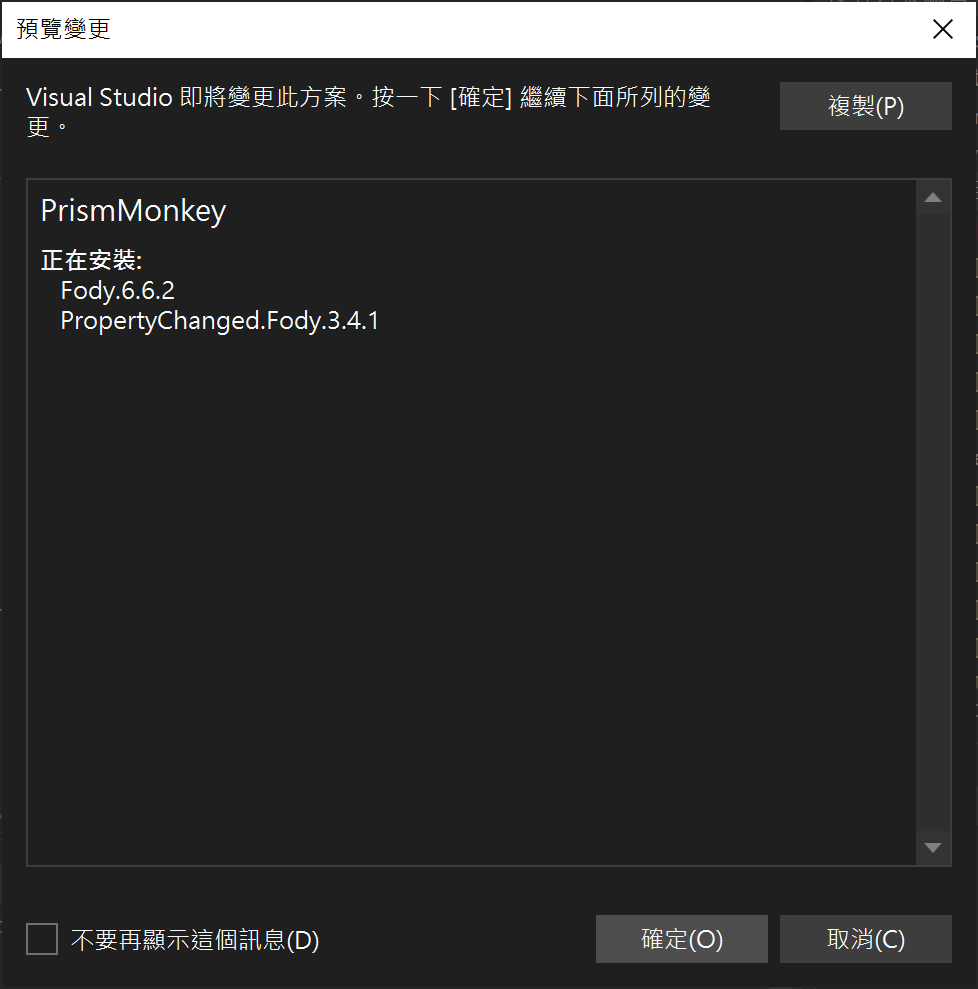 預覽變更
Visual Studio 即將變更此方案。按一下 [確定] 繼續下面所列的變
更。
複製(P)
PrismMonkey
正在安裝:
Fody.6.6.2
PropertyChanged.Fody.3.4.1
不要再顯示這個訊息(D)
確定(O)
取消(C)